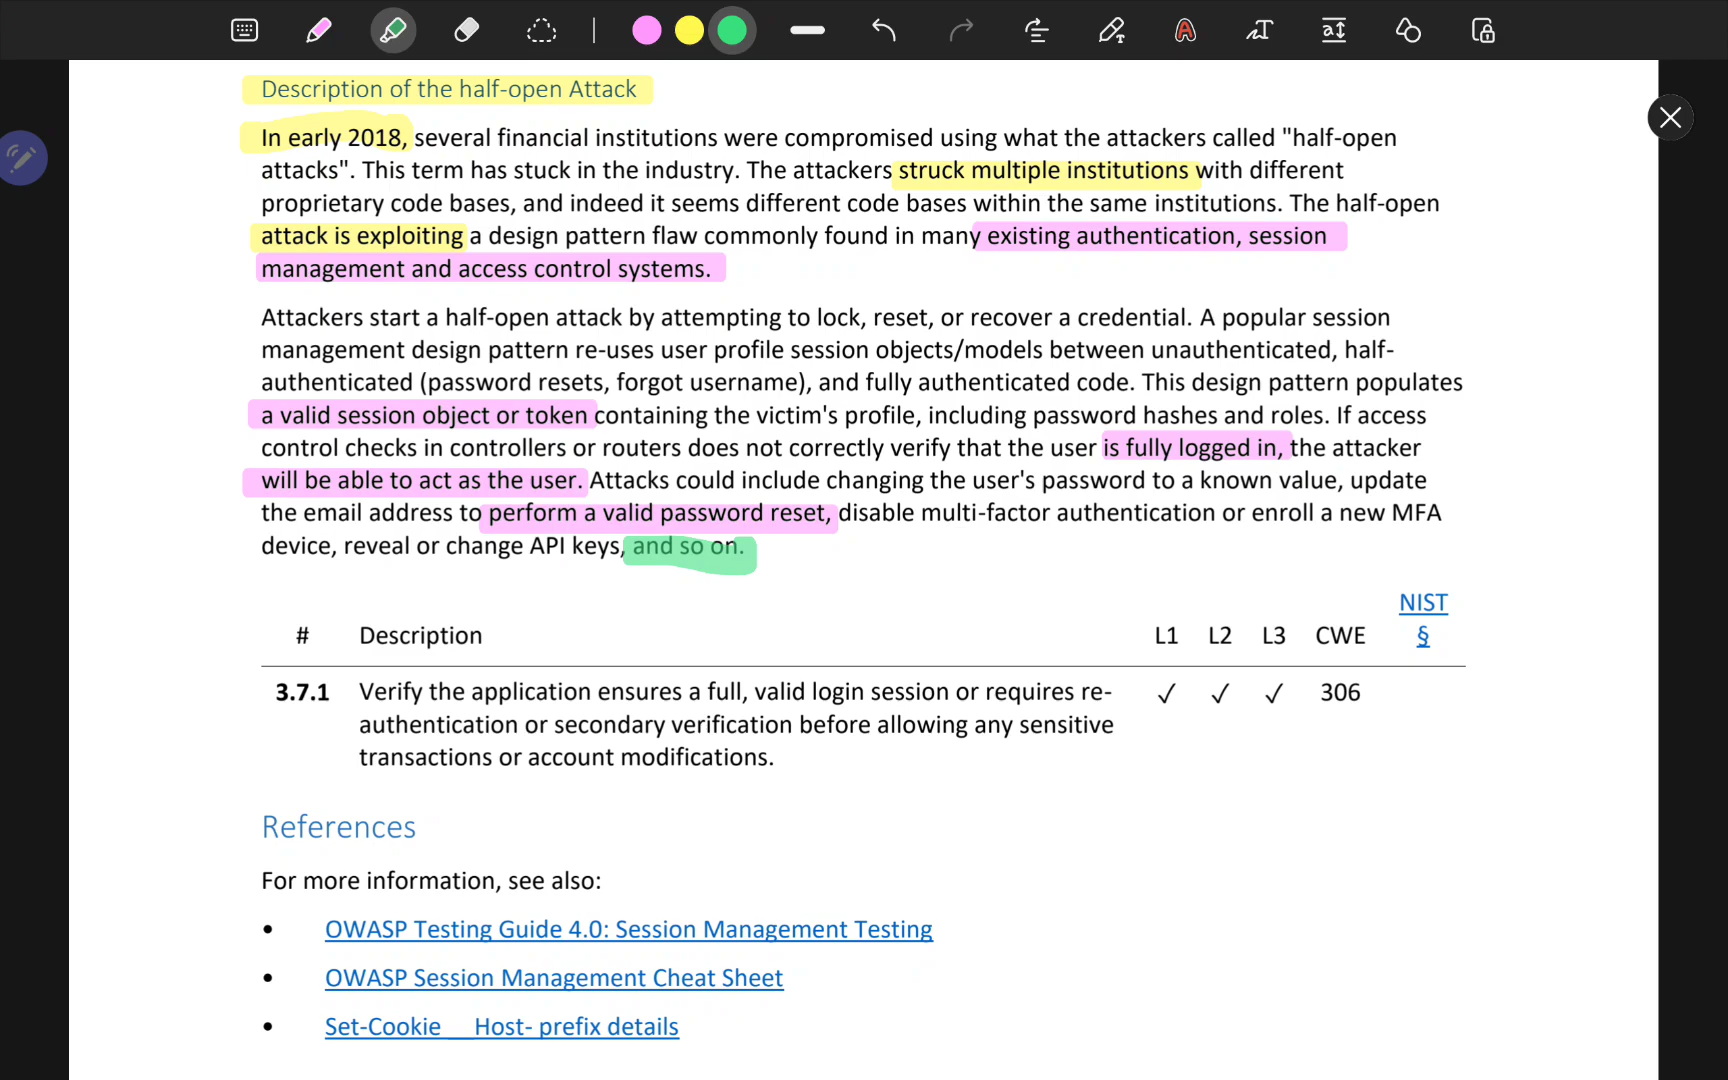 Description of the half-open Attack
In early 2018, several financial institutions were compromised using what the attackers called "half-open
attacks". This term has stuck in the industry. The attackers struck multiple institutions with different
proprietary code bases, and indeed it seems different code bases within the same institutions. The half-open
attack is exploiting a design pattern flaw commonly found in many existing authentication, session
management and access control systems.
Attackers start a half-open attack by attempting to lock, reset, or recover a credential. A popular session
management design pattern re-uses user profile session objects/models between unauthenticated, half-
authenticated (password resets, forgot username), and fully authenticated code. This design pattern populates
a valid session object or token containing the victim's profile, including password hashes and roles. If access
control checks in controllers or routers does not correctly verify that the user is fully logged in, the attacker
will be able to act as the user. Attacks could include changing the user's password to a known value, update
the email address to perform a valid password reset, disable multi-factor authentication or enroll a new MFA
device, reveal or change API keys, and so on.
# Description L1 L2 L3 CWE NIST §
3.7.1 Verify the application ensures a full, valid login session or requires re- ✓ ✓ ✓ 306
authentication or secondary verification before allowing any sensitive
transactions or account modifications.
References
For more information, see also:
• OWASP Testing Guide 4.0: Session Management Testing
• OWASP Session Management Cheat Sheet
• Set-Cookie __Host- prefix details